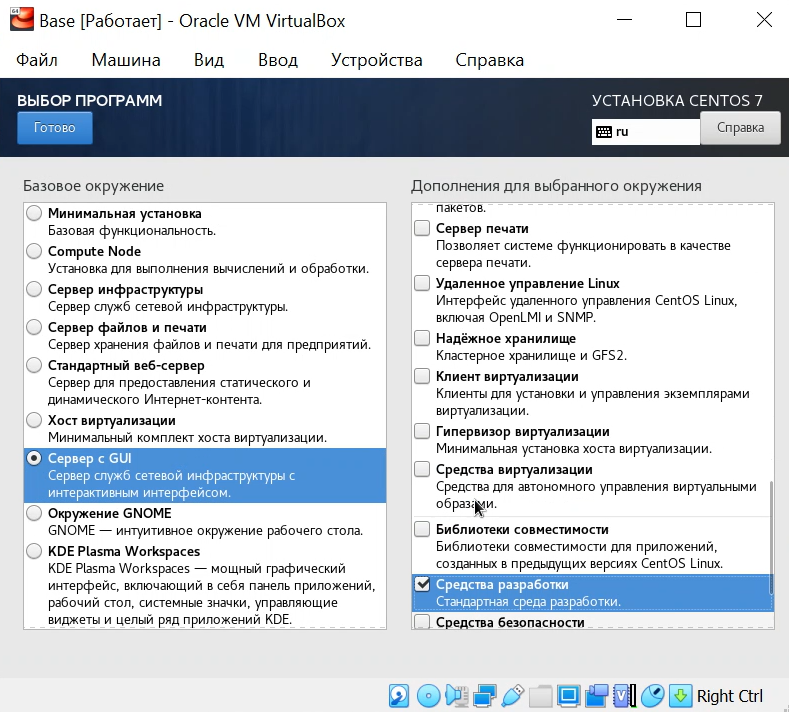 Base [Работает] - Oracle VM VirtualBox
Файл Машина Вид Ввод Устройства Справка
ВЫБОР ПРОГРАММ
УСТАНОВКА CENTOS 7
Готово
ru
Справка
Базовое окружение
Минимальная установка
Базовая функциональность.
Compute Node
Установка для выполнения вычислений и обработки.
Сервер инфраструктуры
Сервер служб сетевой инфраструктуры.
Сервер файлов и печати
Сервер хранения файлов и печати для предприятий.
Стандартный веб-сервер
Сервер для предоставления статического и
динамического Интернет-контента.
Хост виртуализации
Минимальный комплект хоста виртуализации.
Сервер с GUI
Сервер служб сетевой инфраструктуры с
интерактивным интерфейсом.
Окружение GNOME
GNOME — интуитивное окружение рабочего стола.
KDE Plasma Workspaces
KDE Plasma Workspaces — мощный графический
интерфейс, включающий в себя панель приложений,
рабочий стол, системные значки, управляющие
виджеты и целый ряд приложений KDE.
Дополнения для выбранного окружения
пакетов.
Сервер печати
Позволяет системе функционировать в качестве
сервера печати.
Удаленное управление Linux
Интерфейс удаленного управления CentOS Linux,
включая OpenLMI и SNMP.
Надёжное хранилище
Кластерное хранилище и GFS2.
Клиент виртуализации
Клиенты для установки и управления экземплярами
виртуализации.
Гипервизор виртуализации
Минимальная установка хоста виртуализации.
Средства виртуализации
Средства для автономного управления виртуальными
образами.
Библиотеки совместимости
Библиотеки совместимости для приложений,
созданных в предыдущих версиях CentOS Linux.
Средства разработки
Стандартная среда разработки.
Средства безопасности
Right Ctrl